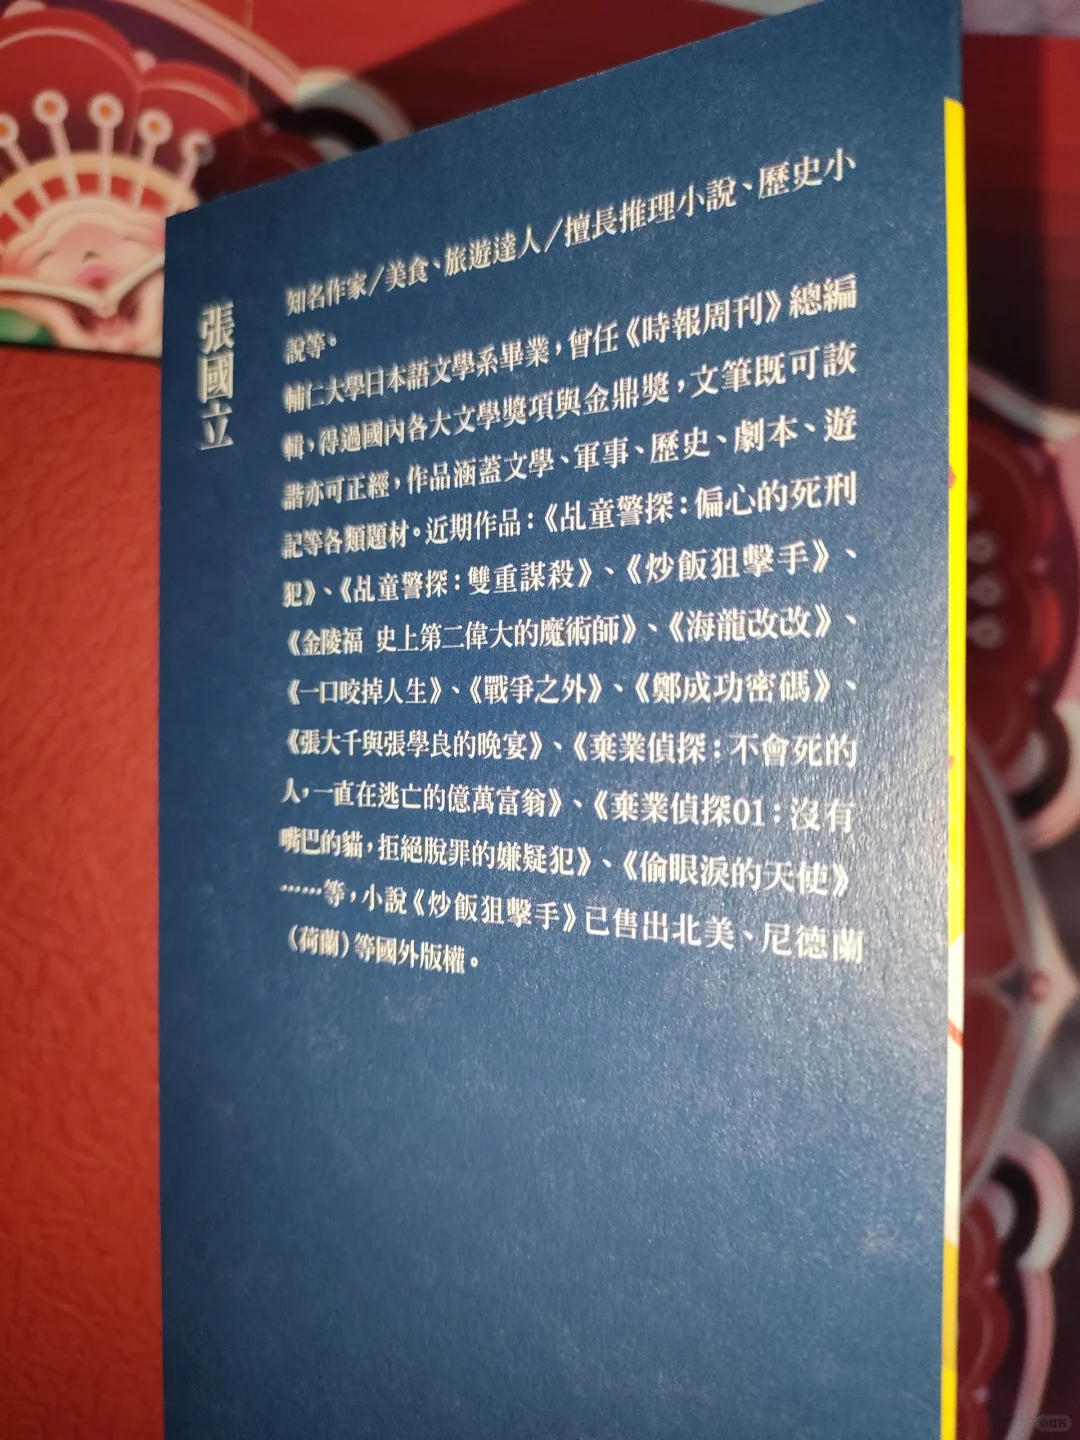 張國立
知名作家/美食、旅遊達人/擅長推理小說、歷史小
說等。
輔仁大學日本語文學系畢業，曾任《時報周刊》總編
輯，得過國內各大文學獎項與金鼎獎，文筆既可詼
諧亦可正經，作品涵蓋文學、軍事、歷史、劇本、遊
記等各類題材。近期作品：《乩童警探：偏心的死刑
犯》、《乩童警探：雙重謀殺》、《炒飯狙擊手》、
《金陵福 史上第二偉大的魔術師》、《海龍改改》、
《一口咬掉人生》、《戰爭之外》、《鄭成功密碼》、
《張大千與張學良的晚宴》、《棄業偵探：不會死的
人，一直在逃亡的億萬富翁》、《棄業偵探01：沒有
嘴巴的貓，拒絕脫罪的嫌疑犯》、《偷眼淚的天使》
……等，小說《炒飯狙擊手》已售出北美、尼德蘭
（荷蘭）等國外版權。
小红书